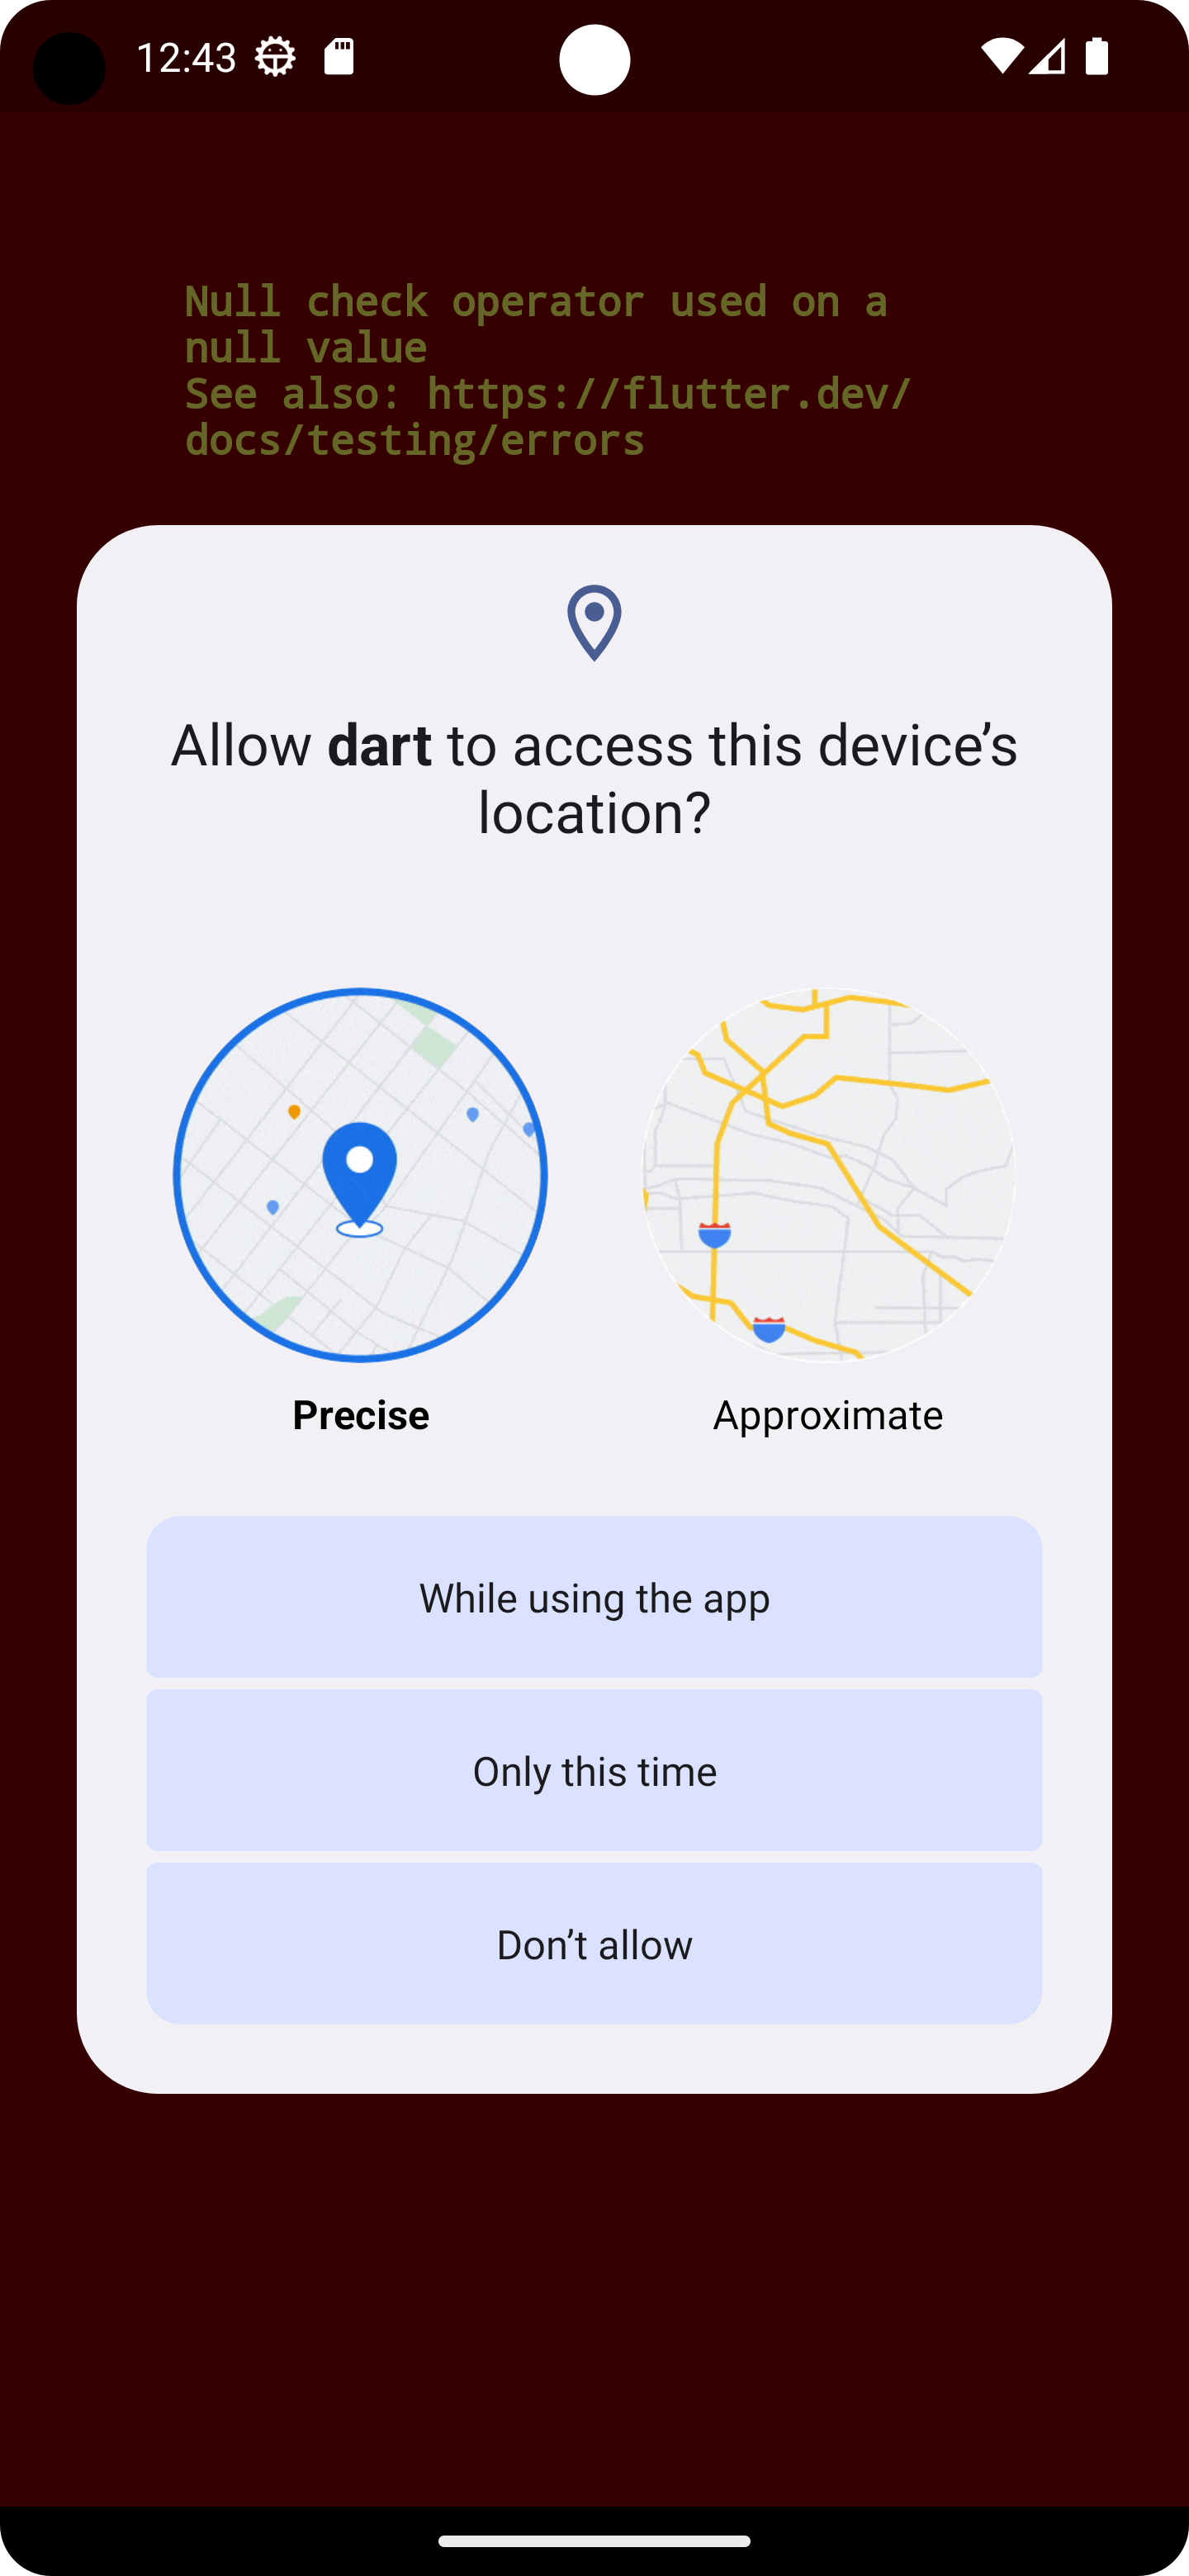 12:43
Null check operator used on a
null value
See also: https://flutter.dev/
docs/testing/errors
Allow dart to access this device’s
location?
Precise
Approximate
While using the app
Only this time
Don’t allow